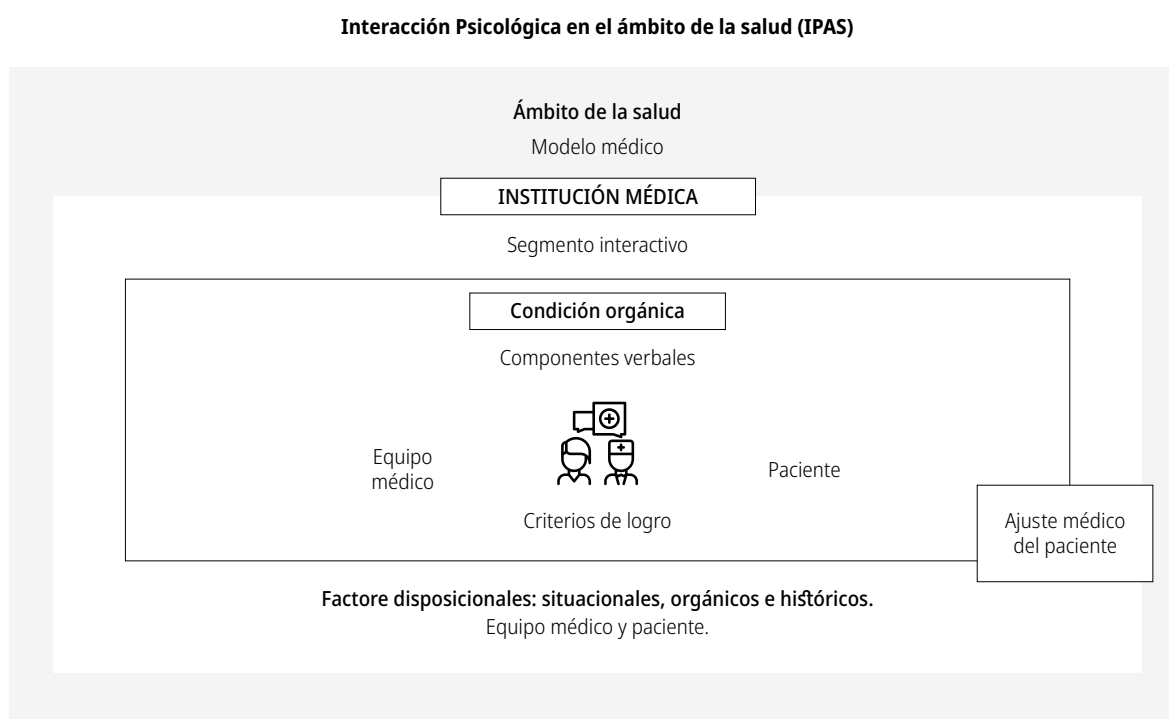 Interacción Psicológica en el ámbito de la salud (IPAS)
Ámbito de la salud
Modelo médico
INSTITUCIÓN MÉDICA
Segmento interactivo
Condición orgánica
Componentes verbales
Equipo
médico
Paciente
Criterios de logro
Ajuste médico
del paciente
Factore disposicionales: situacionales, orgánicos e históricos.
Equipo médico y paciente.